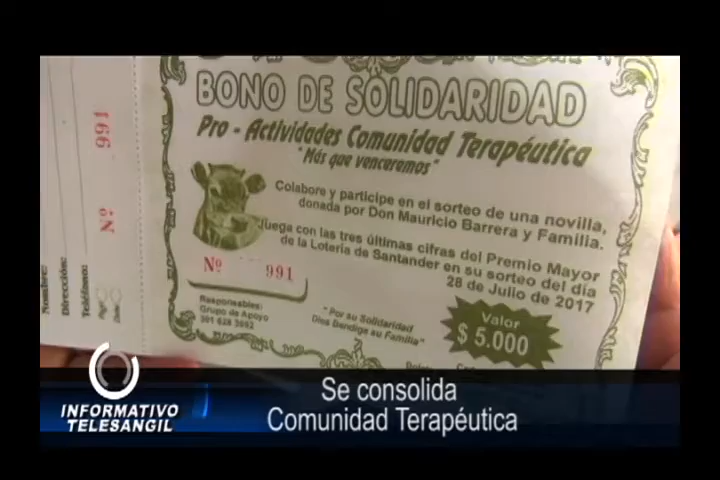 BONO DE SOLIDARIDAD
Pro - Actividades Comunidad Terapéutica
"Más que venceremos"
Colabore y participe en el sorteo de una novilla,
donada por Don Mauricio Barrera y Familia.
Juega con las tres últimas cifras del Premio Mayor
de la Lotería de Santander en su sorteo del día
28 de Julio de 2017
Nº 991
Responsables:
Grupo de Apoyo
"Por su Solidaridad
Dios Bendiga su Familia"
Valor
$ 5.000
Nº 991
Nombre:
Dirección:
Teléfono:
INFORMATIVO
TELESANGIL
Se consolida
Comunidad Terapéutica